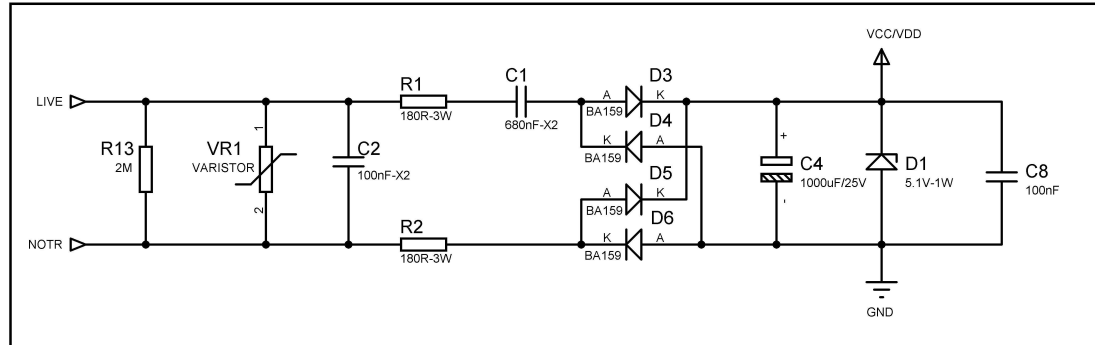 VCC/VDD
LIVE
NOTR
R13
2M
VR1
VARISTOR
1
2
C2
100nF-X2
R1
180R-3W
R2
180R-3W
C1
680nF-X2
D3
A
K
BA159
D4
K
A
BA159
D5
A
K
BA159
D6
K
A
BA159
+
C4
1000uF/25V
-
D1
5.1V-1W
C8
100nF
GND